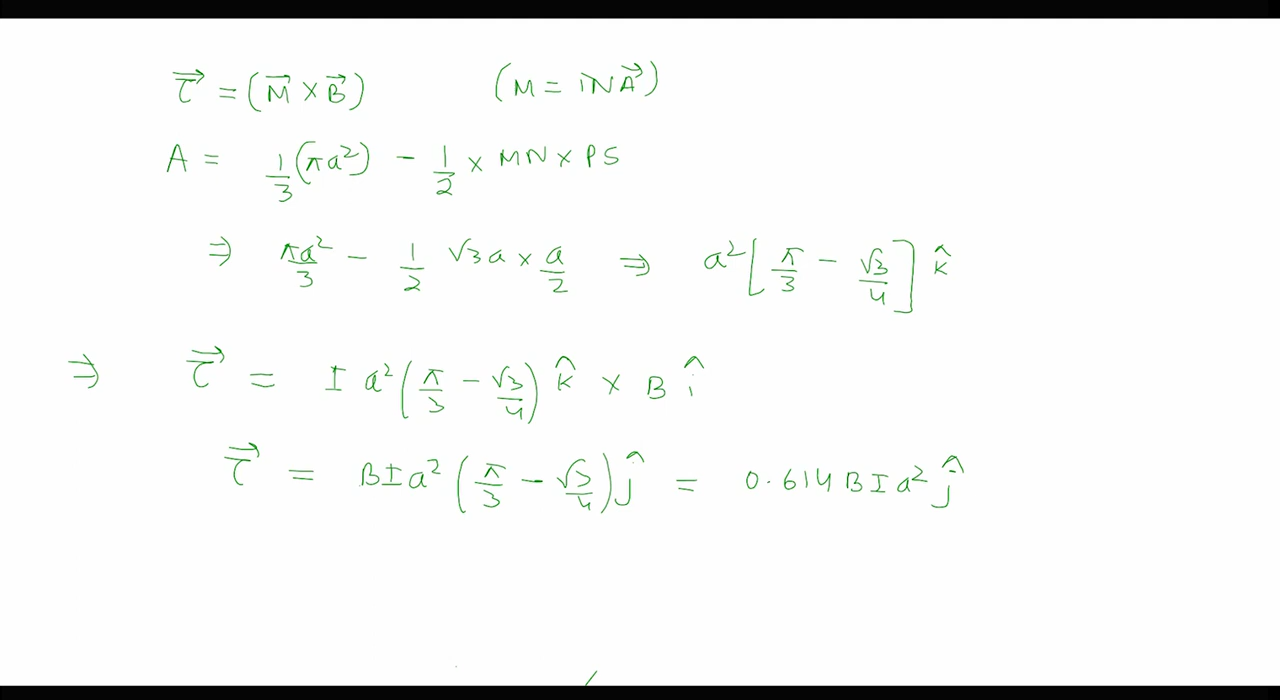 τ⃗ = (M⃗ × B⃗) (M = iNA⃗)
A = 1/3 (πa²) - 1/2 × MN × PS
⇒ πa²/3 - 1/2 √3a × a/2 ⇒ a² [π/3 - √3/4] k̂
⇒ τ⃗ = I a² (π/3 - √3/4) k̂ × B î
τ⃗ = BIa² (π/3 - √3/4) ĵ = 0.614 BIa² ĵ